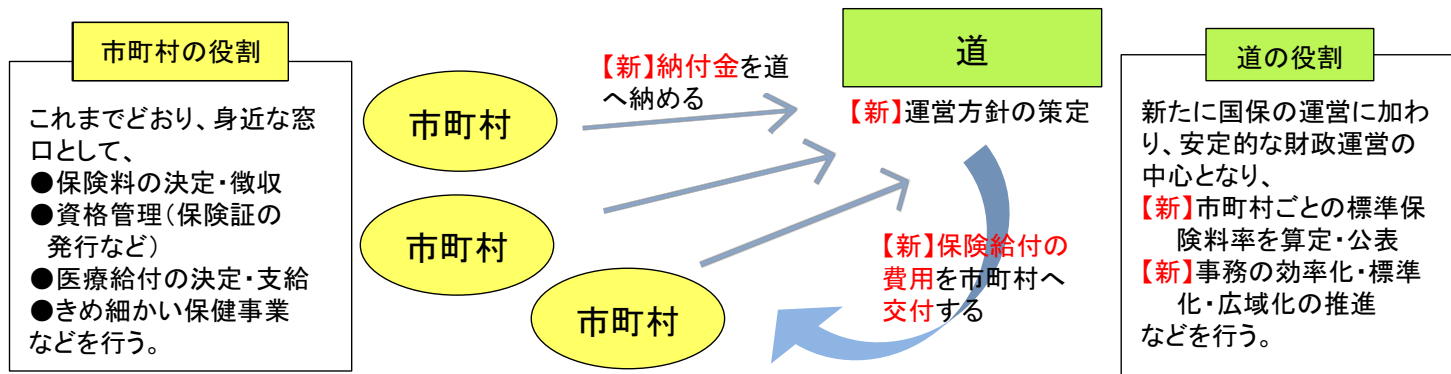 市町村の役割
これまでどおり、身近な窓
口として、
●保険料の決定・徴収
●資格管理(保険証の
発行など)
●医療給付の決定・支給
●きめ細かい保健事業
などを行う。
市町村
市町村
市町村
【新】納付金を道
へ納める
道
【新】運営方針の策定
【新】保険給付の
費用を市町村へ
交付する
道の役割
新たに国保の運営に加わ
り、安定的な財政運営の
中心となり、
【新】市町村ごとの標準保
険料率を算定・公表
【新】事務の効率化・標準
化・広域化の推進
などを行う。